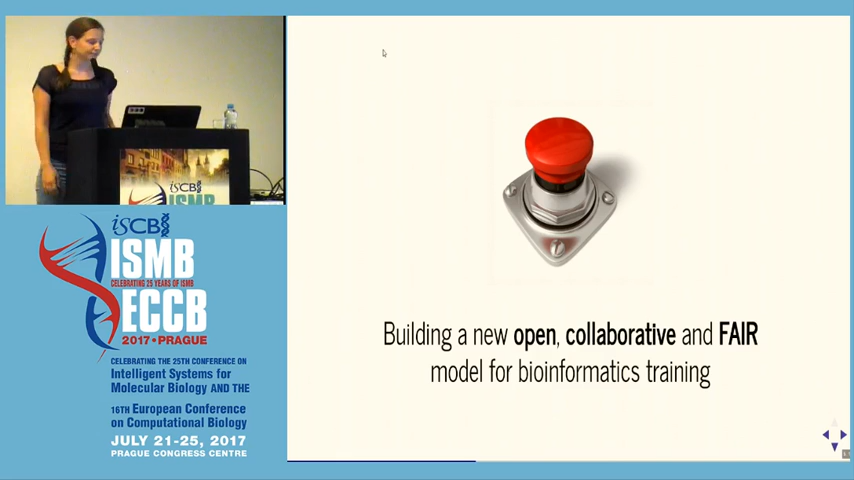 iSCB
ISMB
iSCB
ISMB
CELEBRATING 25 YEARS OF ISMB
ECCB
2017 • PRAGUE
CELEBRATING THE 25TH CONFERENCE ON
Intelligent Systems for
Molecular Biology AND THE
16TH European Conference
on Computational Biology
JULY 21-25, 2017
PRAGUE CONGRESS CENTRE
Building a new open, collaborative and FAIR
model for bioinformatics training